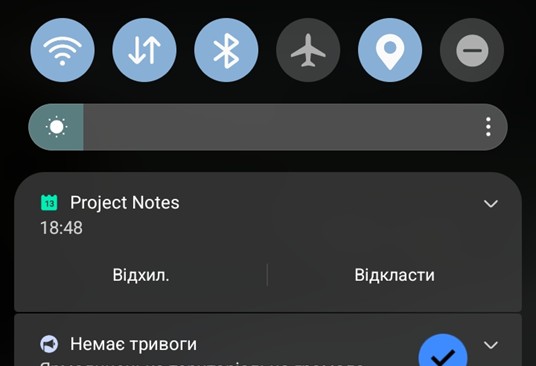 13
Project Notes
18:48
Відхил.
Відкласти
Немає тривоги